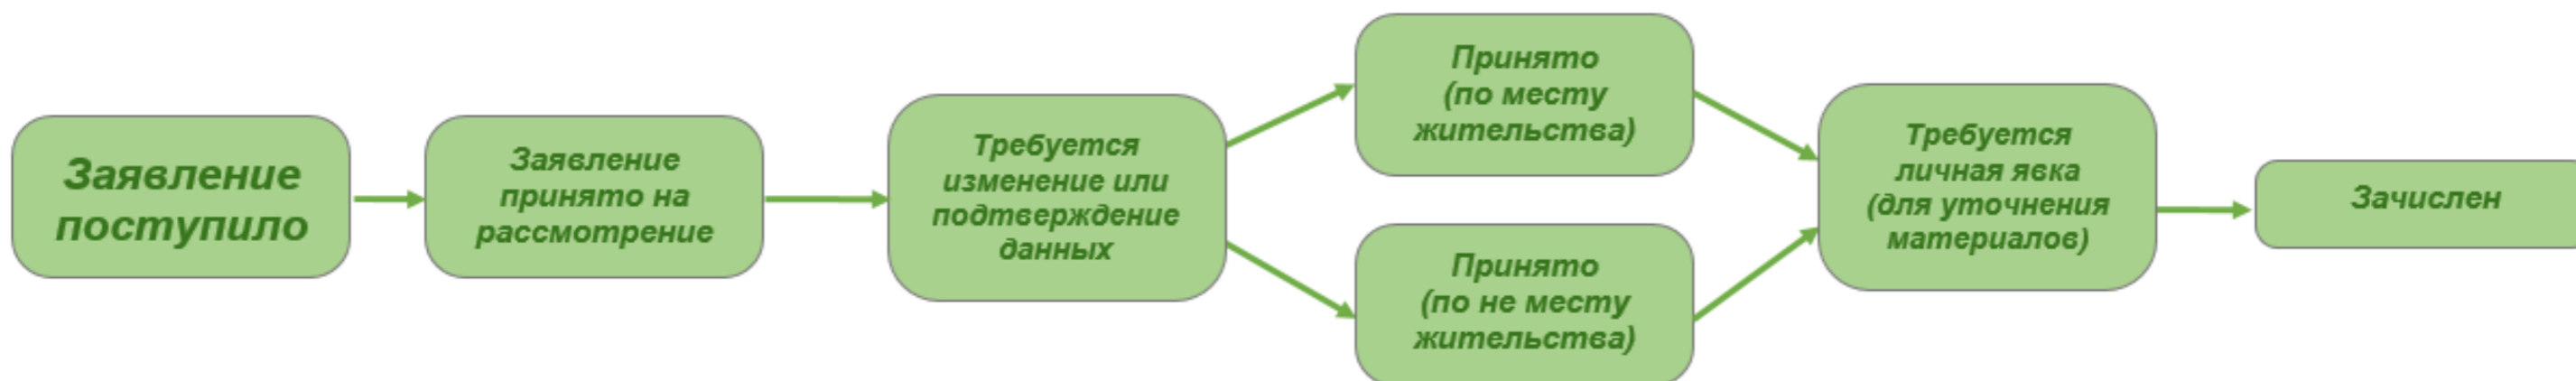 Заявление
поступило
Заявление
принято на
рассмотрение
Требуется
изменение или
подтверждение
данных
Принято
(по месту
жительства)
Принято
(по не месту
жительства)
Требуется
личная явка
(для уточнения
материалов)
Зачислен